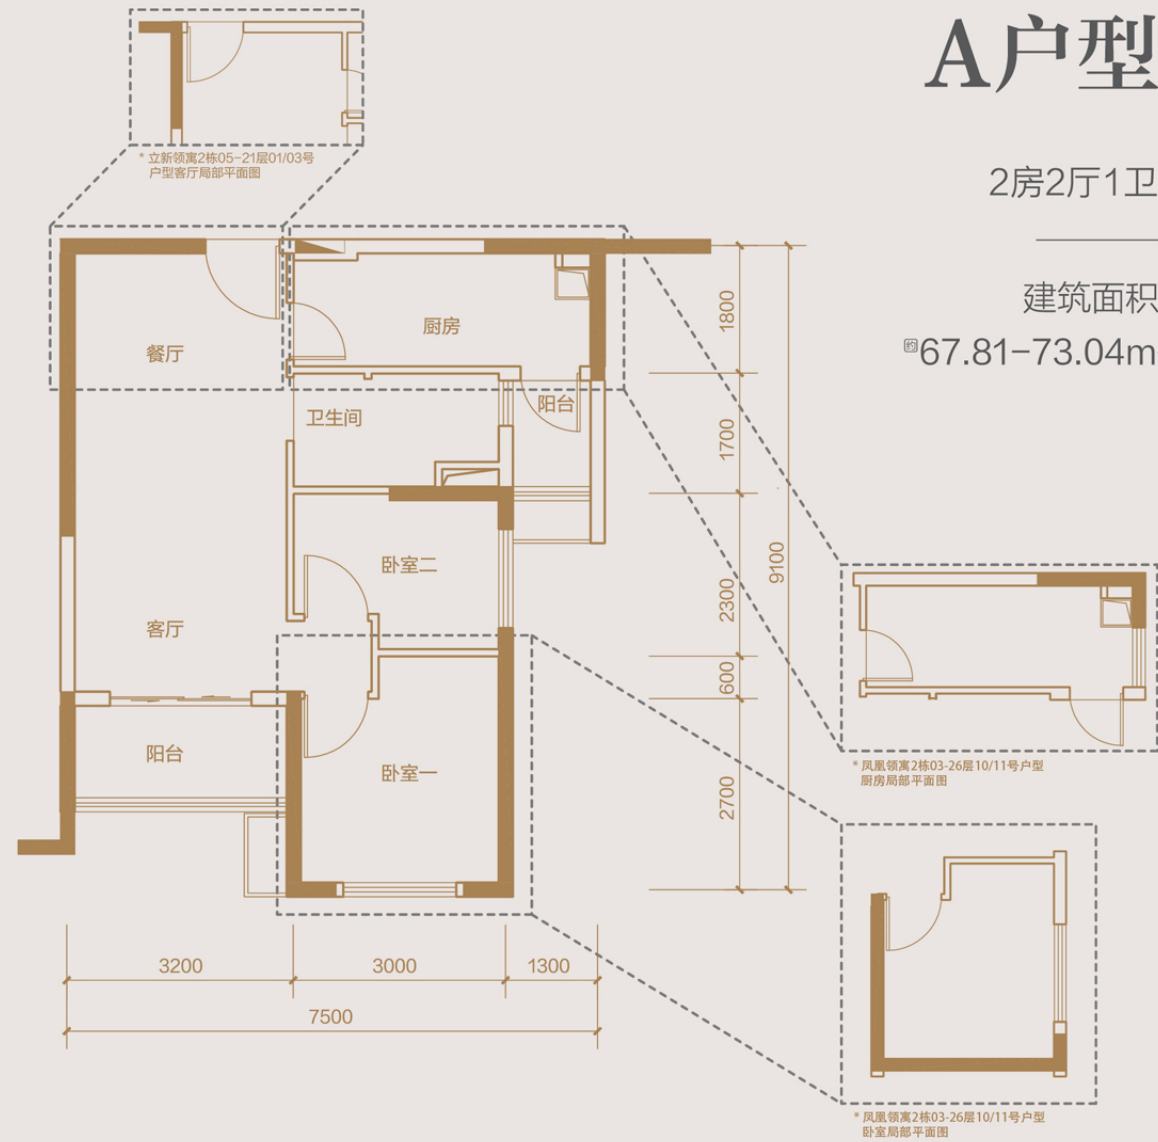 A户型
2房2厅1卫
建筑面积
约67.81-73.04m
* 立新领寓2栋05-21层01/03号
户型客厅局部平面图
厨房
餐厅
卫生间
阳台
卧室二
客厅
阳台
卧室一
1800
1700
2300
600
2700
9100
3200
3000
1300
7500
* 凤凰领寓2栋03-26层10/11号户型
厨房局部平面图
* 凤凰领寓2栋03-26层10/11号户型
卧室局部平面图